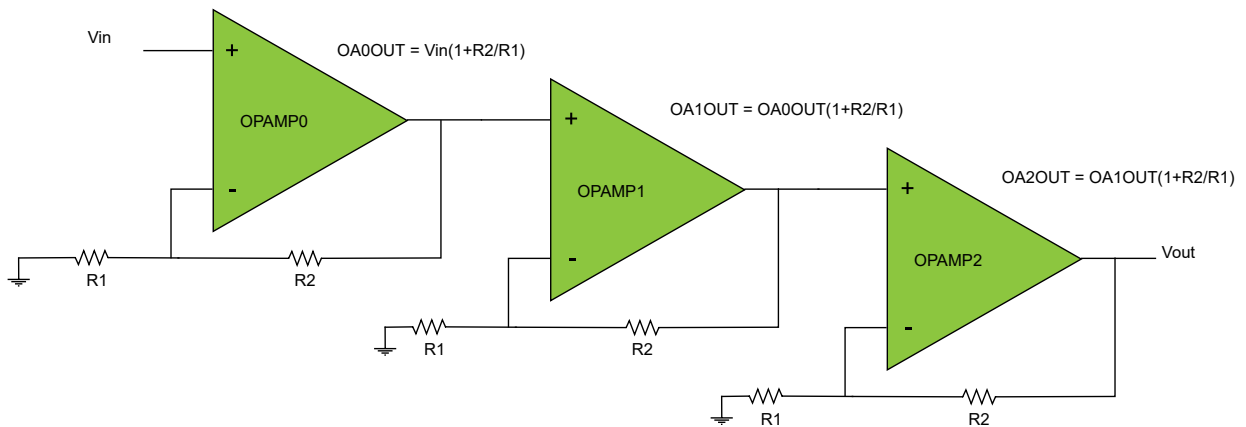 Vin
+
OA0OUT = Vin(1+R2/R1)
OPAMP0
-
R1
R2
+
OA1OUT = OA0OUT(1+R2/R1)
OPAMP1
-
R1
R2
+
OA2OUT = OA1OUT(1+R2/R1)
OPAMP2
-
Vout
R1
R2